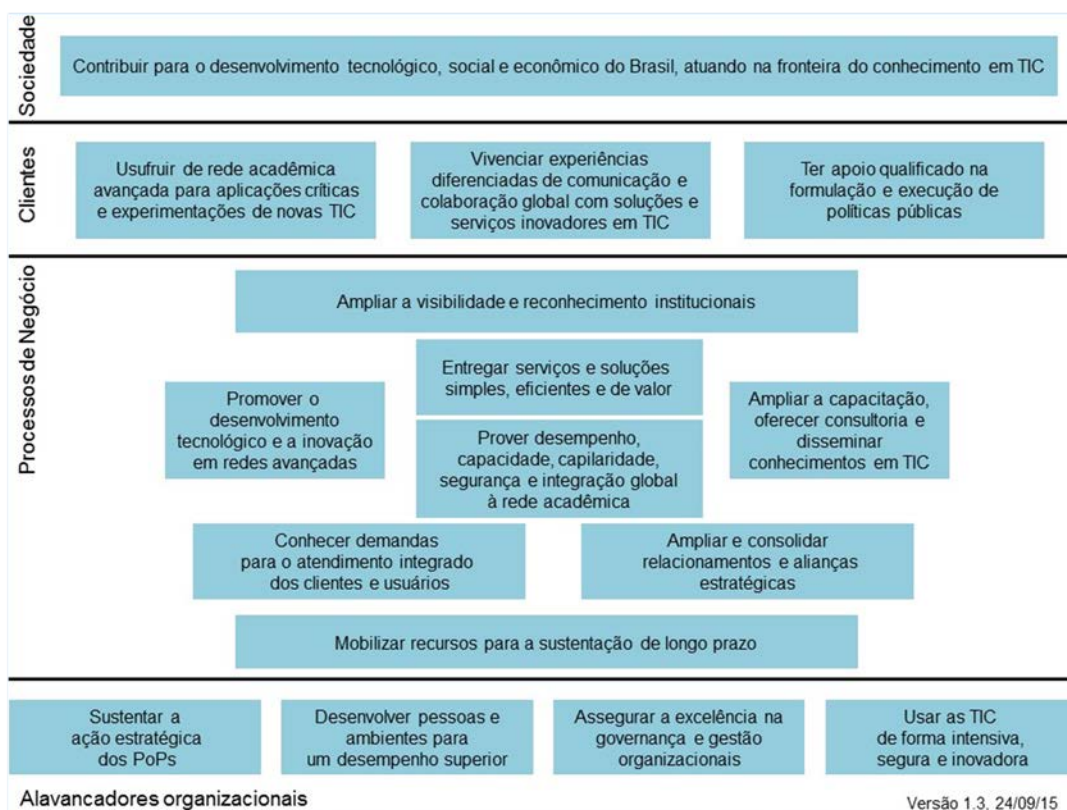 Sociedade
Contribuir para o desenvolvimento tecnológico, social e econômico do Brasil, atuando na fronteira do conhecimento em TIC
Clientes
Usufruir de rede acadêmica
avançada para aplicações críticas
e experimentações de novas TIC
Vivenciar experiências
diferenciadas de comunicação e
colaboração global com soluções e
serviços inovadores em TIC
Ter apoio qualificado na
formulação e execução de
políticas públicas
Processos de Negócio
Ampliar a visibilidade e reconhecimento institucionais
Entregar serviços e soluções
simples, eficientes e de valor
Promover o
desenvolvimento
tecnológico e a inovação
em redes avançadas
Prover desempenho,
capacidade, capilaridade,
segurança e integração global
à rede acadêmica
Ampliar a capacitação,
oferecer consultoria e
disseminar
conhecimentos em TIC
Conhecer demandas
para o atendimento integrado
dos clientes e usuários
Ampliar e consolidar
relacionamentos e alianças
estratégicas
Mobilizar recursos para a sustentação de longo prazo
Sustentar a
ação estratégica
dos PoPs
Desenvolver pessoas e
ambientes para
um desempenho superior
Assegurar a excelência na
governança e gestão
organizacionais
Usar as TIC
de forma intensiva,
segura e inovadora
Alavancadores organizacionais
Versão 1.3, 24/09/15